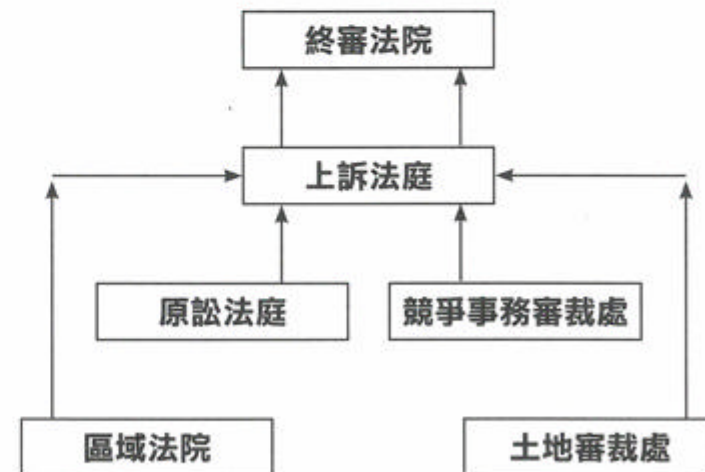 終審法院
上訴法庭
原訟法庭
競爭事務審裁處
區域法院
土地審裁處